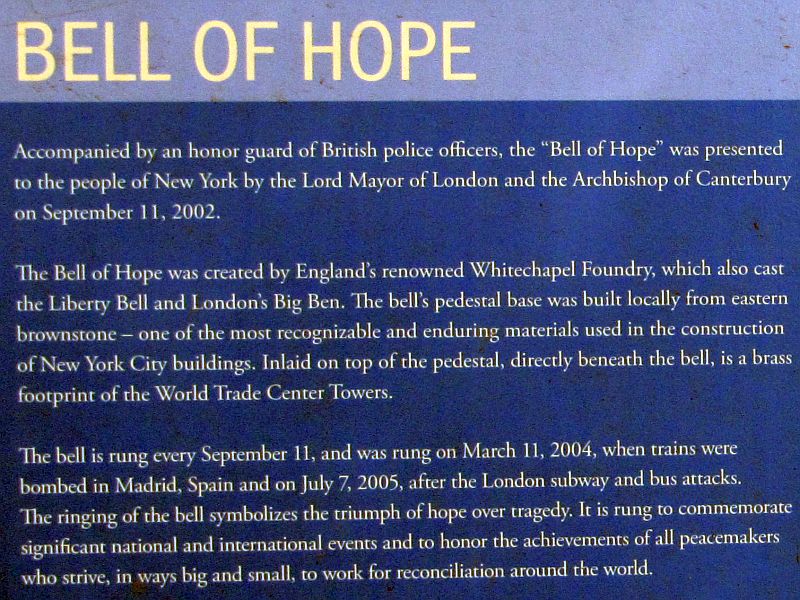 BELL OF HOPE
Accompanied by an honor guard of British police officers, the “Bell of Hope” was presented
to the people of New York by the Lord Mayor of London and the Archbishop of Canterbury
on September 11, 2002.
The Bell of Hope was created by England’s renowned Whitechapel Foundry, which also cast
the Liberty Bell and London’s Big Ben. The bell’s pedestal base was built locally from eastern
brownstone – one of the most recognizable and enduring materials used in the construction
of New York City buildings. Inlaid on top of the pedestal, directly beneath the bell, is a brass
footprint of the World Trade Center Towers.
The bell is rung every September 11, and was rung on March 11, 2004, when trains were
bombed in Madrid, Spain and on July 7, 2005, after the London subway and bus attacks.
The ringing of the bell symbolizes the triumph of hope over tragedy. It is rung to commemorate
significant national and international events and to honor the achievements of all peacemakers
who strive, in ways big and small, to work for reconciliation around the world.